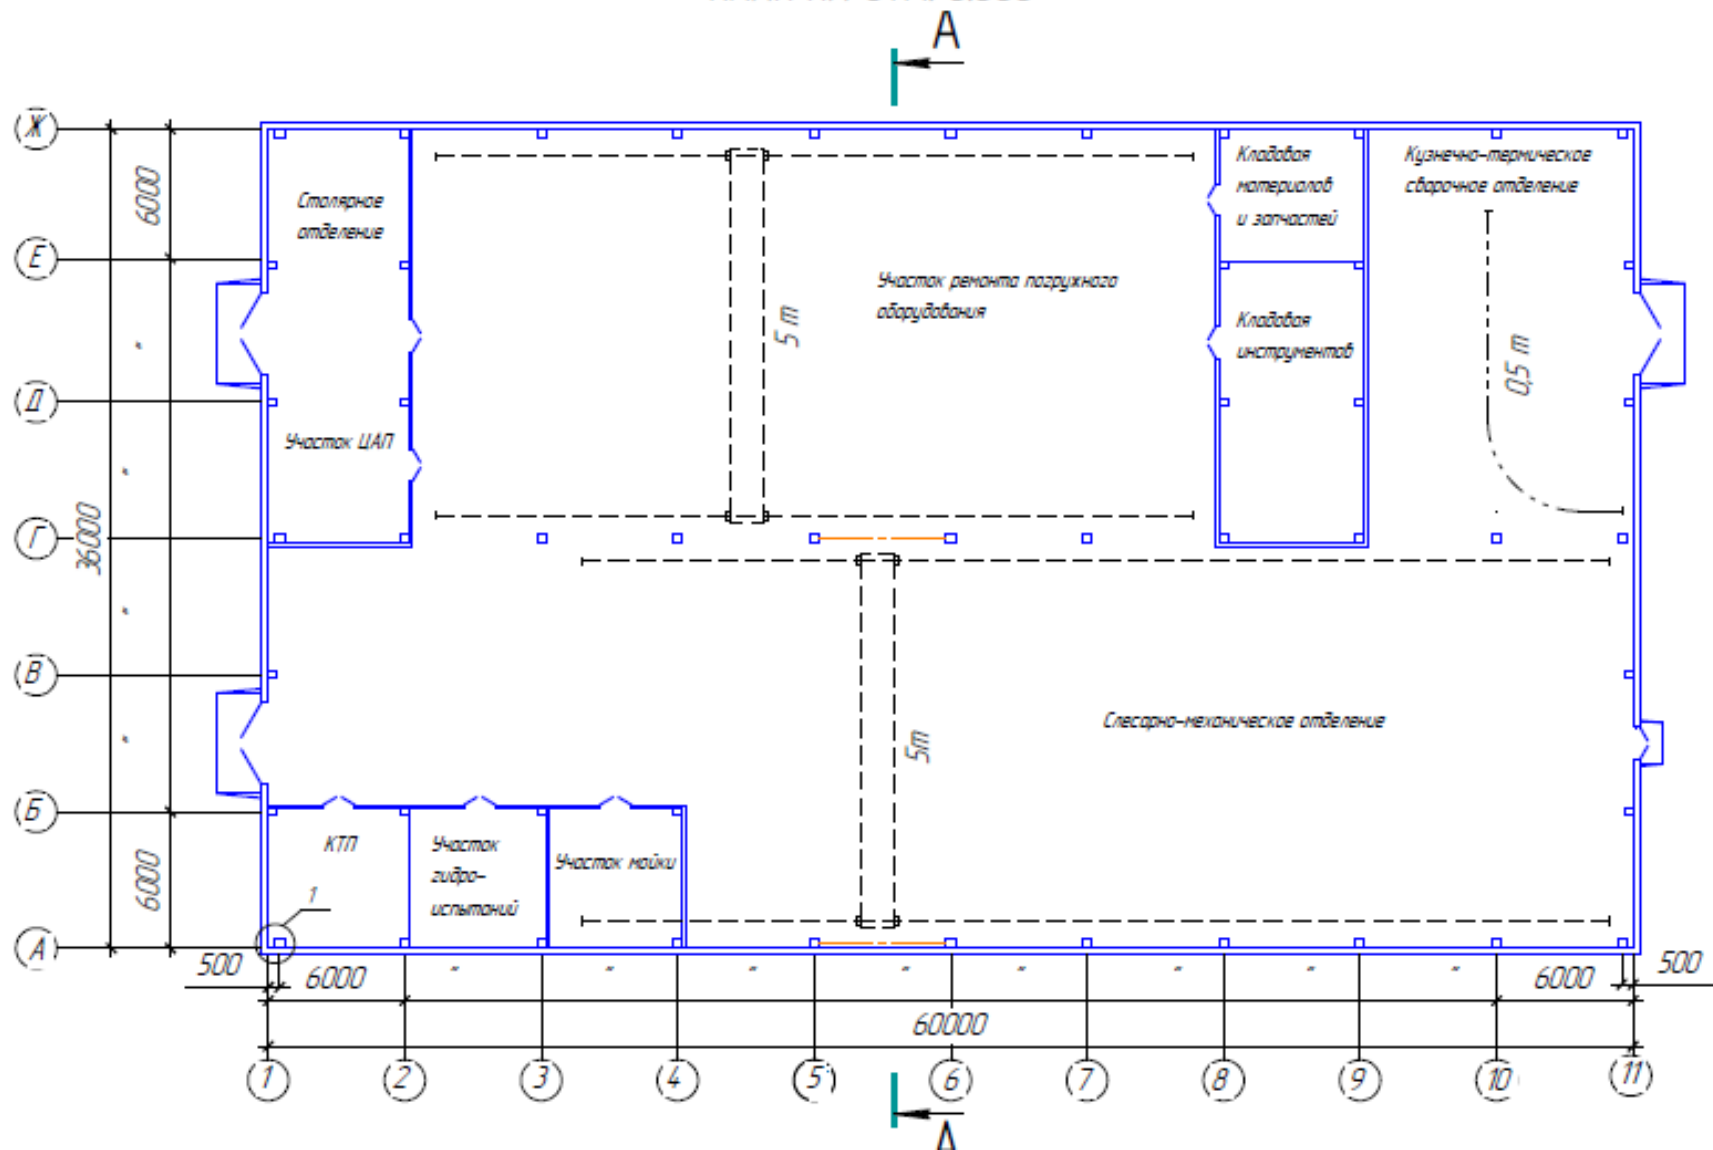 А
Ж
6000
Столярное
отделение
Кладовая
материалов
и запчастей
Кузнечно-термическое
сварочное отделение
Е
Участок ремонта погружного
оборудования
5 т
Кладовая
инструментов
0,5 т
"
Д
Участок ЦАП
"
Г
36000
"
В
Слесарно-механическое отделение
5т
"
Б
КТП
Участок
гидро-
испытаний
Участок мойки
6000
1
А
500
6000
"
"
"
"
"
"
"
"
6000
500
60000
1
2
3
4
5
6
7
8
9
10
11
А